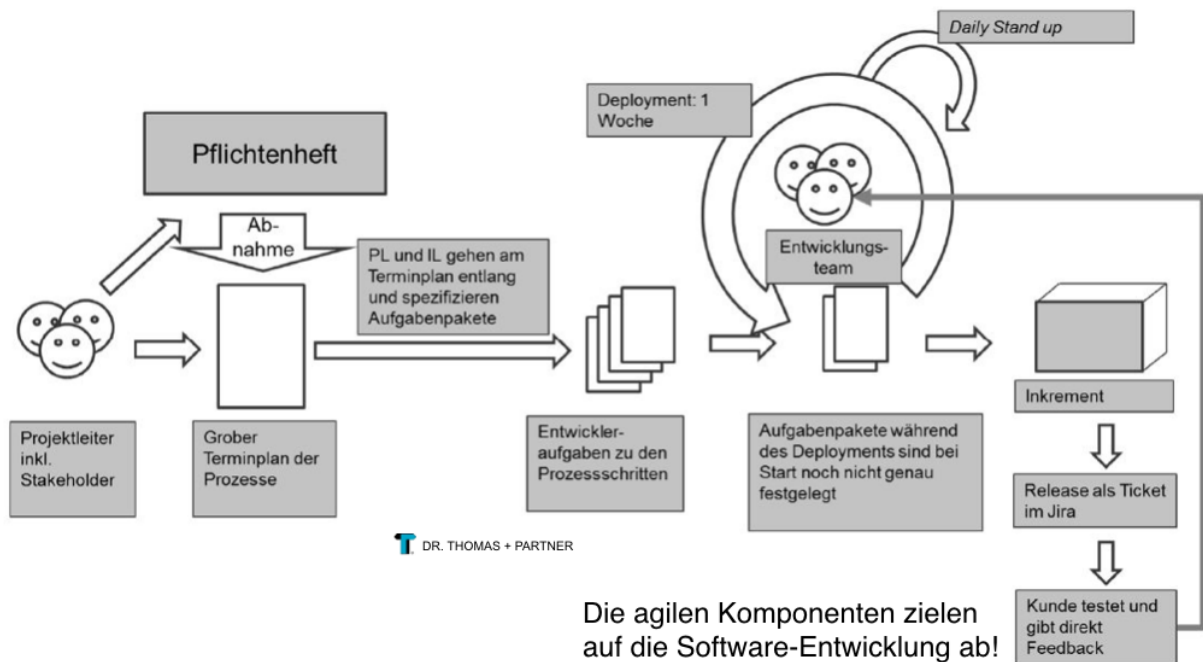 Daily Stand up
Deployment: 1
Woche
Pflichtenheft
Ab-
nahme
PL und IL gehen am
Terminplan entlang
und spezifizieren
Aufgabenpakete
Entwicklungs-
team
Projektleiter
inkl.
Stakeholder
Grober
Terminplan der
Prozesse
Entwickler-
aufgaben zu den
Prozessschritten
Aufgabenpakete während
des Deployments sind bei
Start noch nicht genau
festgelegt
Inkrement
Release als Ticket
im Jira
Kunde testet und
gibt direkt
Feedback
DR. THOMAS + PARTNER
Die agilen Komponenten zielen
auf die Software-Entwicklung ab!